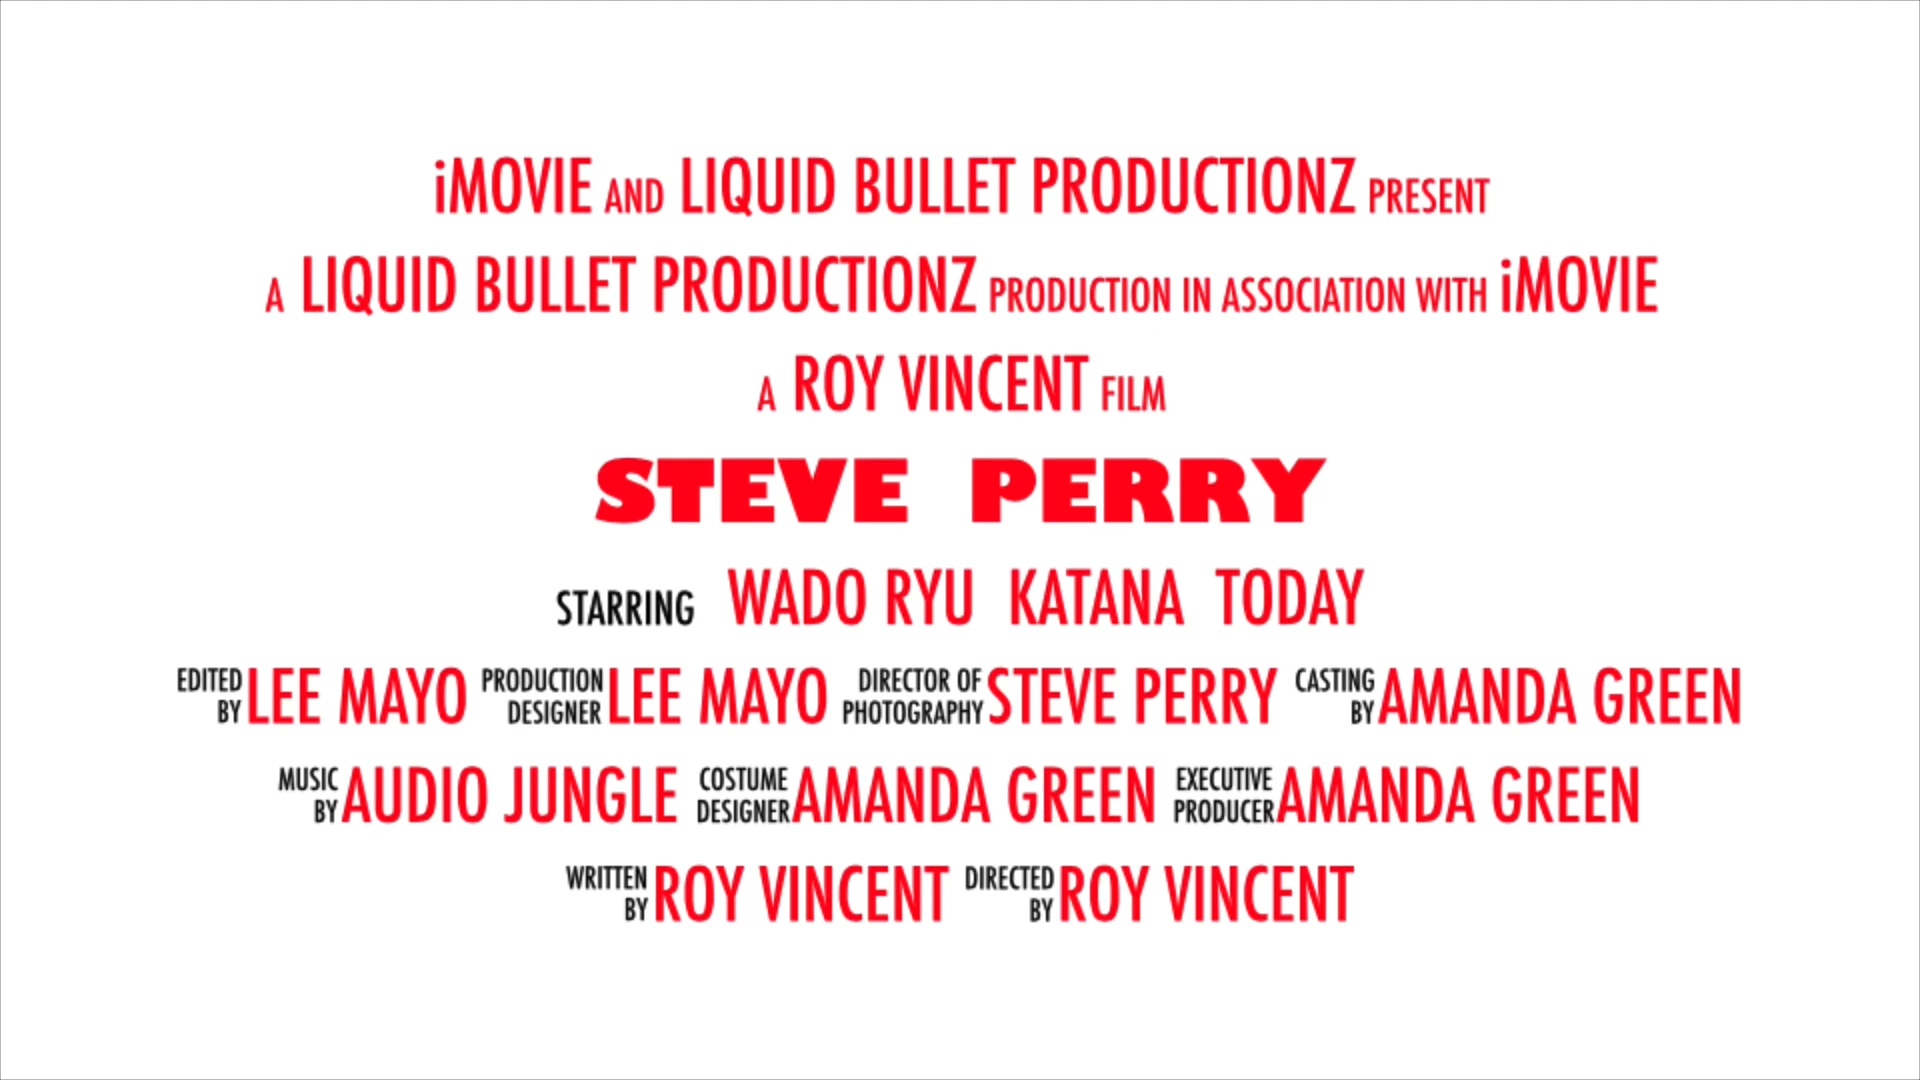 iMOVIE AND LIQUID BULLET PRODUCTIONZ PRESENT
A LIQUID BULLET PRODUCTIONZ PRODUCTION IN ASSOCIATION WITH iMOVIE
A ROY VINCENT FILM
STEVE PERRY
STARRING WADO RYU KATANA TODAY
EDITED BY LEE MAYO PRODUCTION DESIGNER LEE MAYO DIRECTOR OF PHOTOGRAPHY STEVE PERRY CASTING BY AMANDA GREEN
MUSIC BY AUDIO JUNGLE COSTUME DESIGNER AMANDA GREEN EXECUTIVE PRODUCER AMANDA GREEN
WRITTEN BY ROY VINCENT DIRECTED BY ROY VINCENT